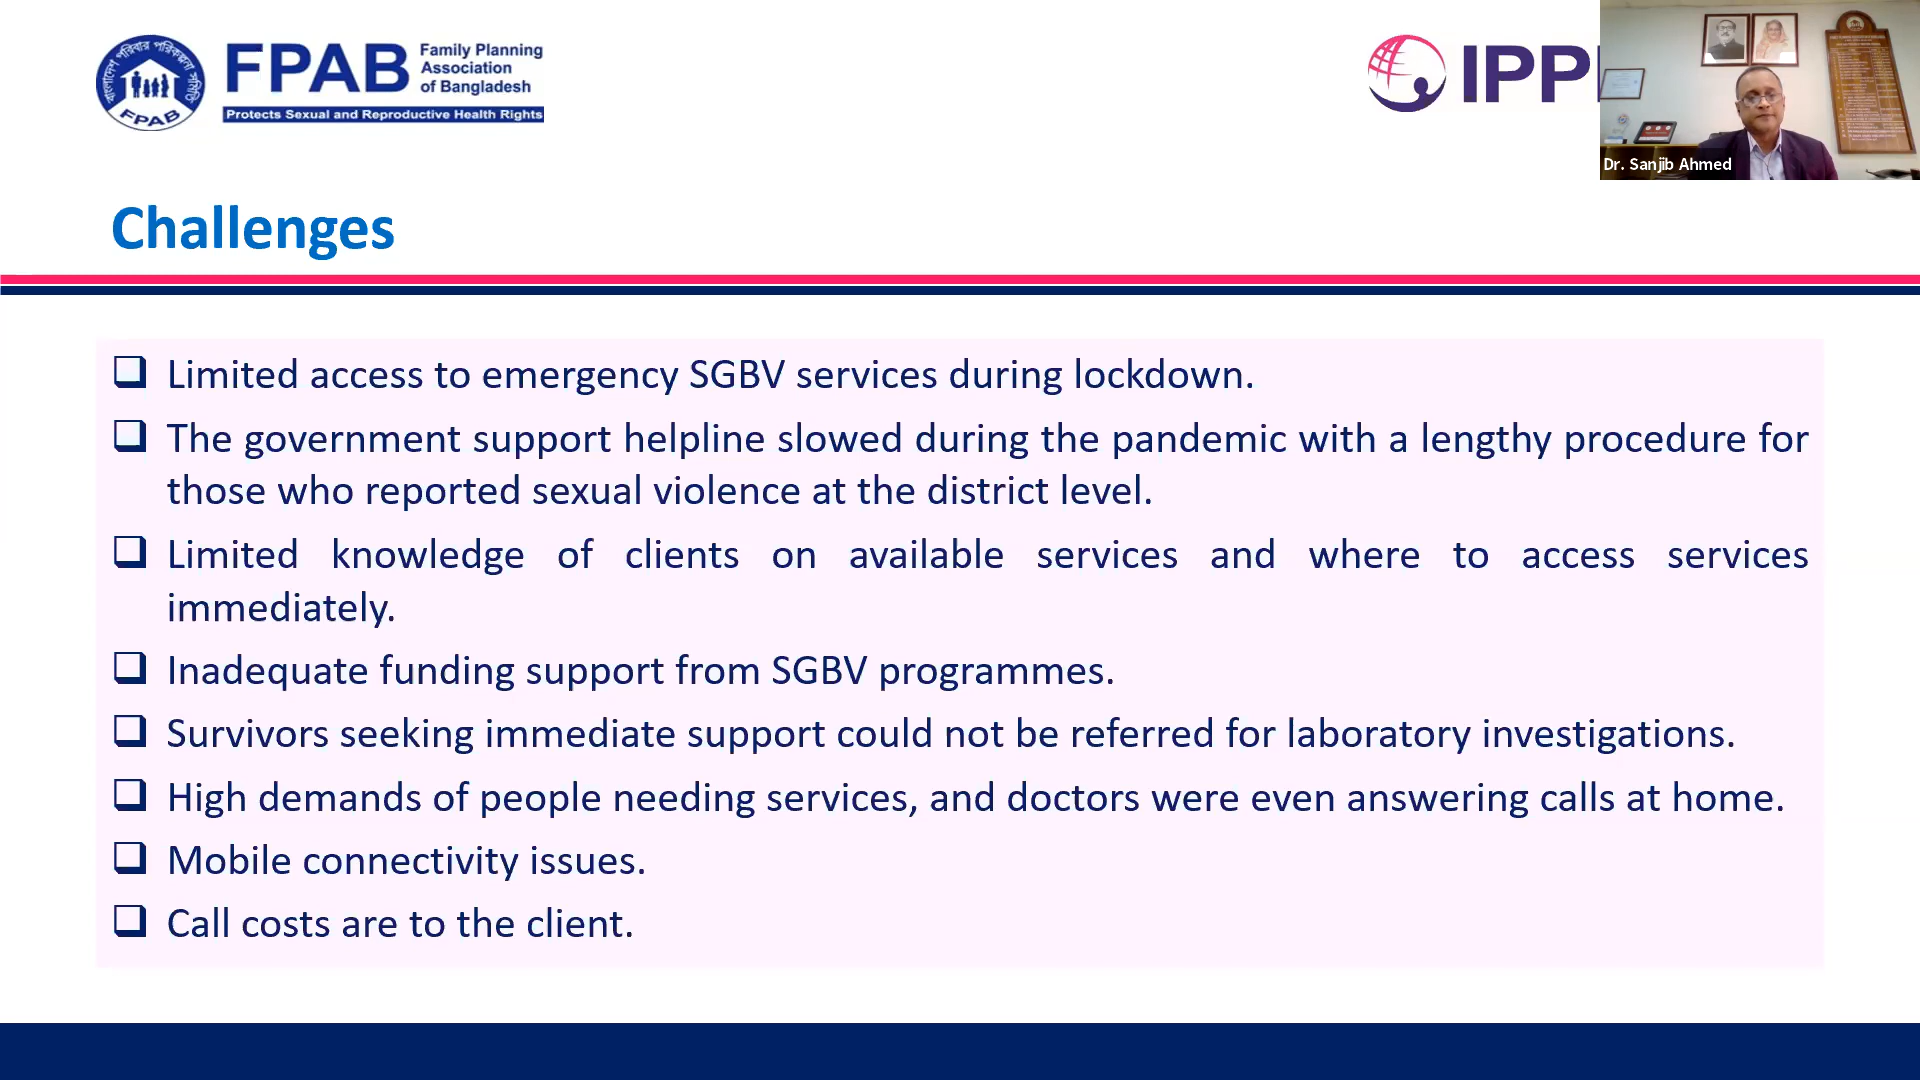 বাংলাদেশ পরিবার পরিকল্পনা সমিতি
FPAB
FPAB
Family Planning
Association
of Bangladesh
Protects Sexual and Reproductive Health Rights
IPP
Dr. Sanjib Ahmed
Challenges
Limited access to emergency SGBV services during lockdown.
The government support helpline slowed during the pandemic with a lengthy procedure for
those who reported sexual violence at the district level.
Limited knowledge of clients on available services and where to access services
immediately.
Inadequate funding support from SGBV programmes.
Survivors seeking immediate support could not be referred for laboratory investigations.
High demands of people needing services, and doctors were even answering calls at home.
Mobile connectivity issues.
Call costs are to the client.